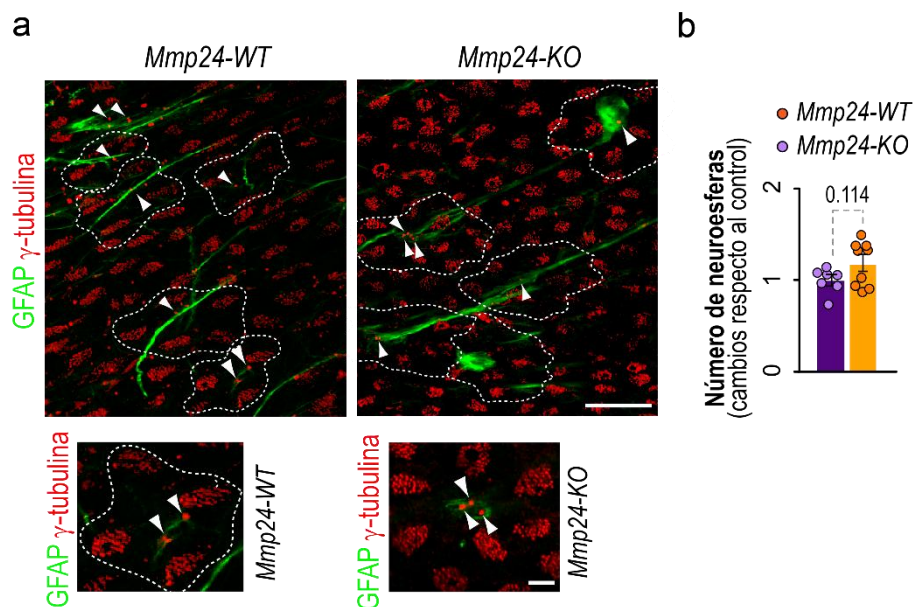 a
Mmp24-WT
Mmp24-KO
GFAP γ-tubulina
GFAP γ-tubulina
Mmp24-WT
GFAP γ-tubulina
Mmp24-KO
b
Mmp24-WT
Mmp24-KO
Número de neuroesferas
(cambios respecto al control)
2
1
0
0.114